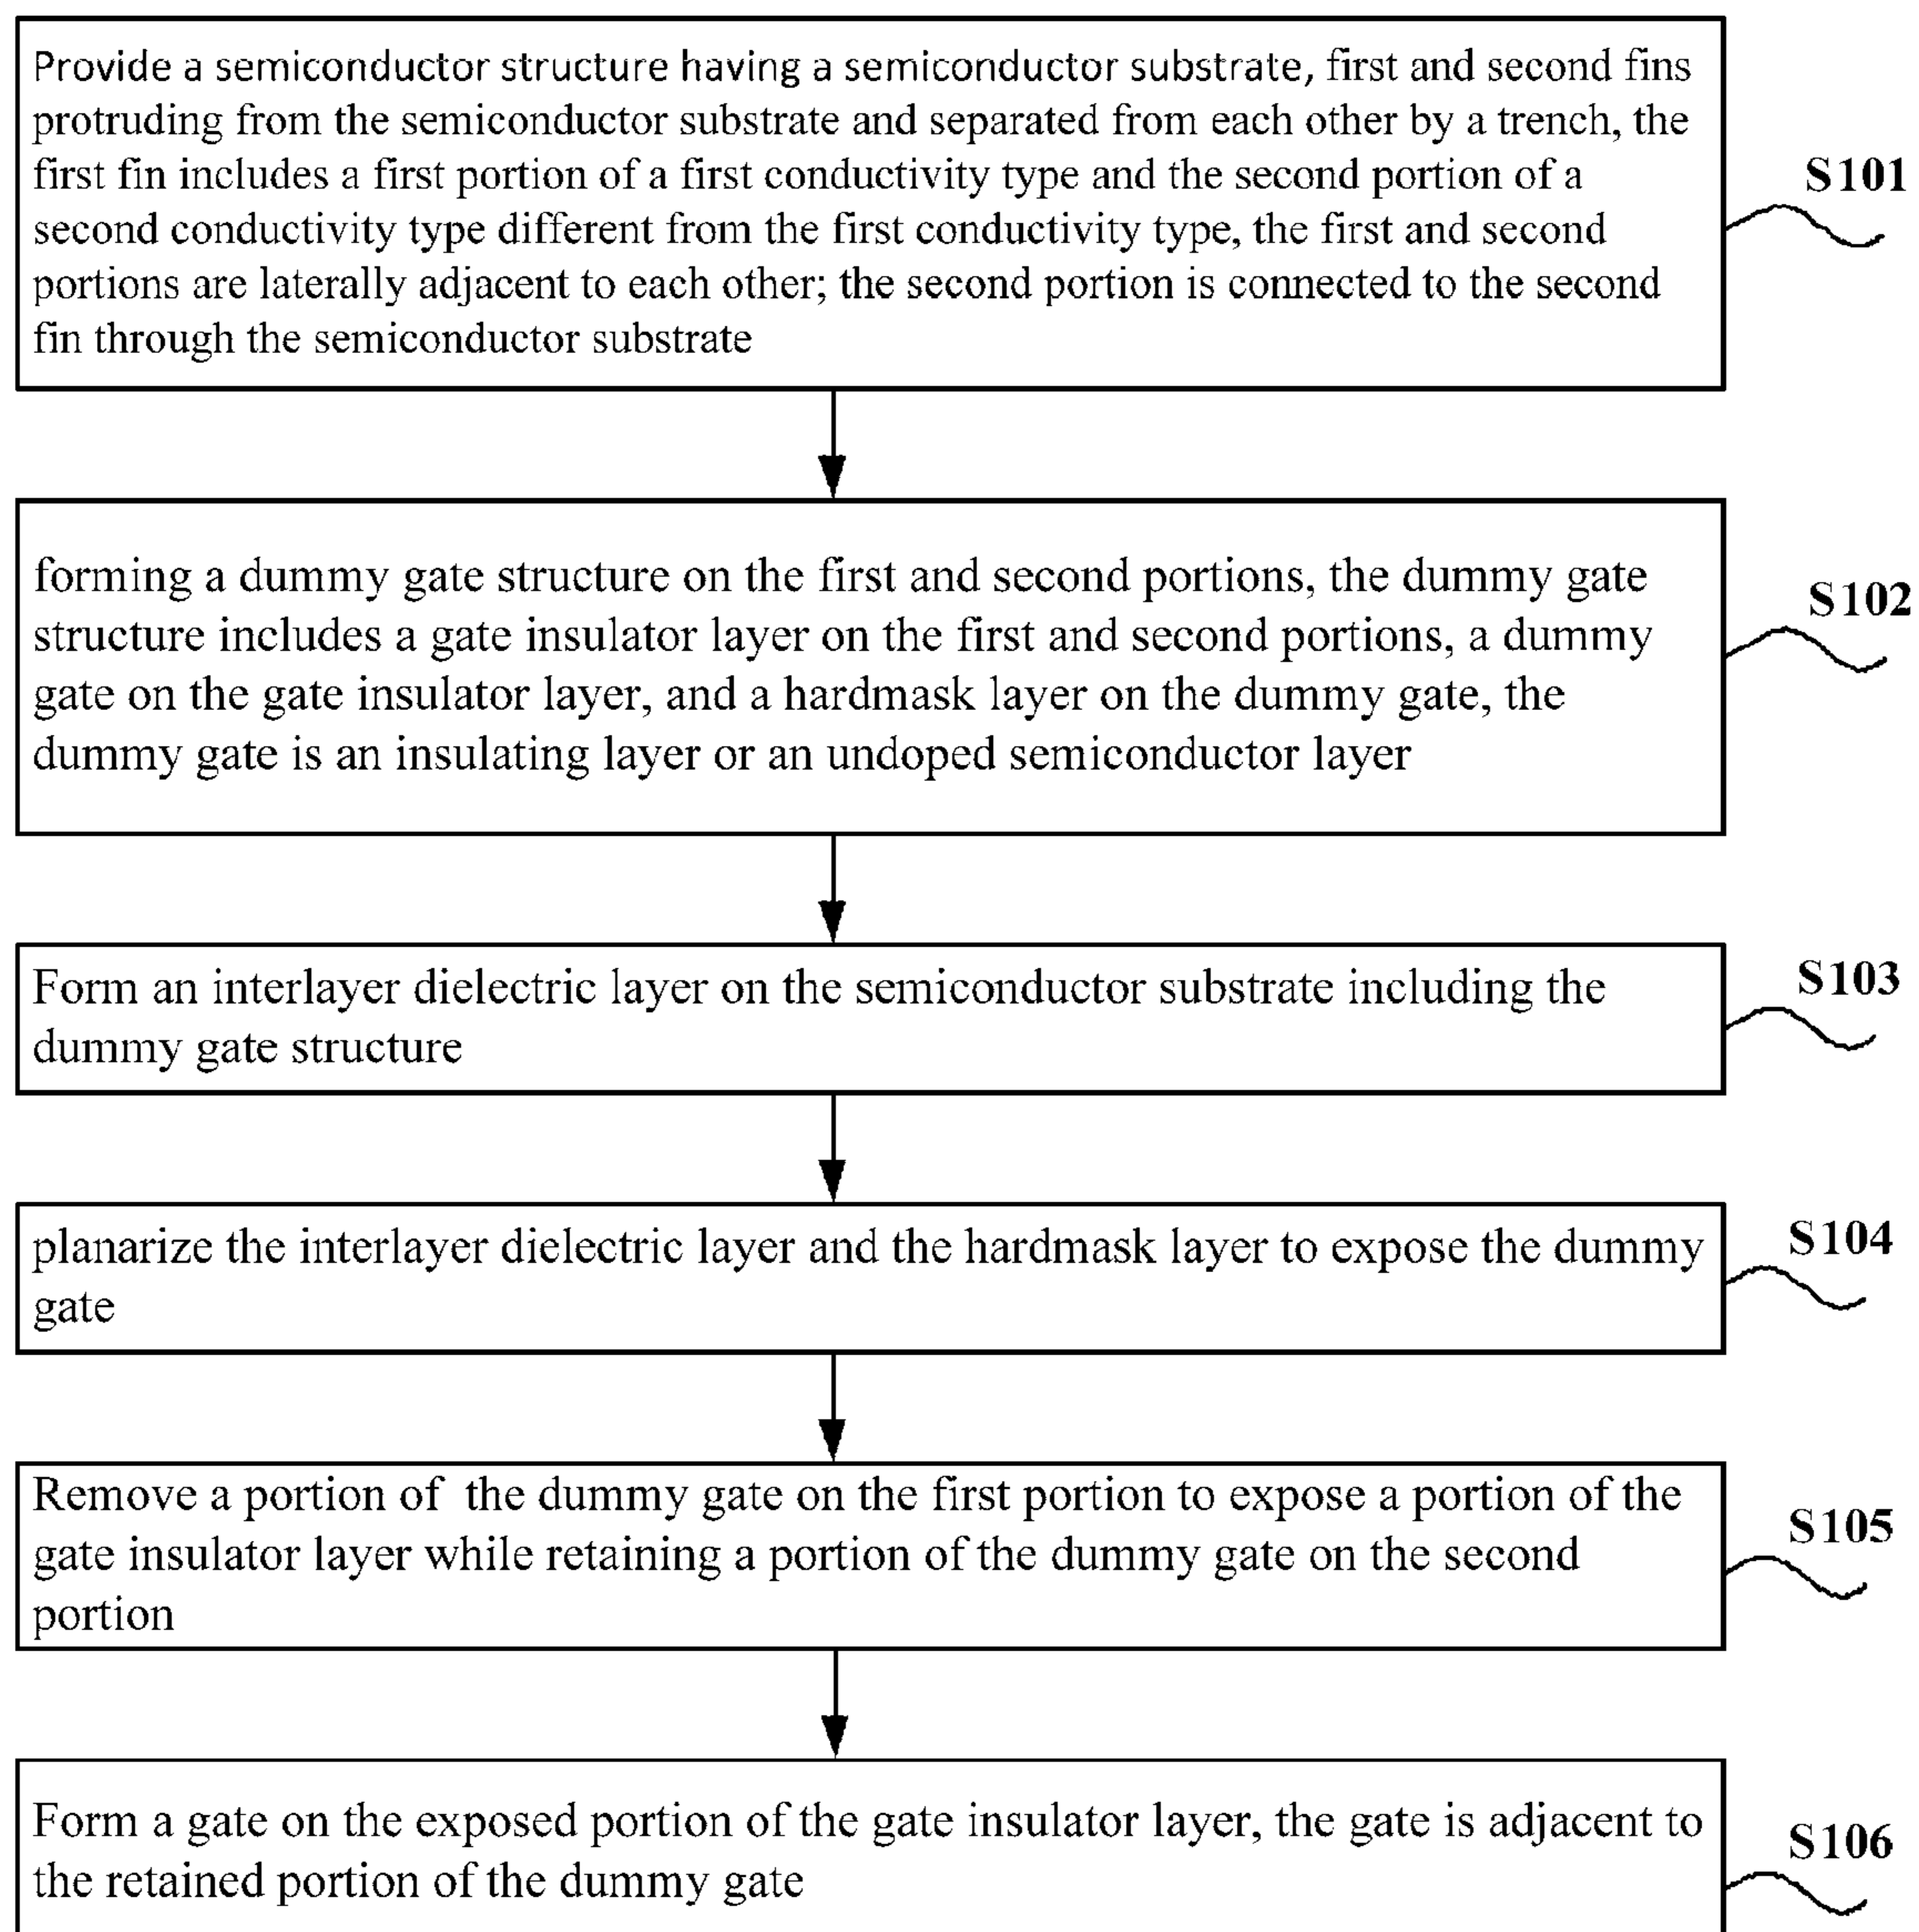 Provide a semiconductor structure having a semiconductor substrate, first and second fins
protruding from the semiconductor substrate and separated from each other by a trench, the
first fin includes a first portion of a first conductivity type and the second portion of a
second conductivity type different from the first conductivity type, the first and second
portions are laterally adjacent to each other; the second portion is connected to the second
fin through the semiconductor substrate
S101
forming a dummy gate structure on the first and second portions, the dummy gate
structure includes a gate insulator layer on the first and second portions, a dummy
gate on the gate insulator layer, and a hardmask layer on the dummy gate, the
dummy gate is an insulating layer or an undoped semiconductor layer
S102
Form an interlayer dielectric layer on the semiconductor substrate including the
dummy gate structure
S103
planarize the interlayer dielectric layer and the hardmask layer to expose the dummy
gate
S104
Remove a portion of the dummy gate on the first portion to expose a portion of the
gate insulator layer while retaining a portion of the dummy gate on the second
portion
S105
Form a gate on the exposed portion of the gate insulator layer, the gate is adjacent to
the retained portion of the dummy gate
S106